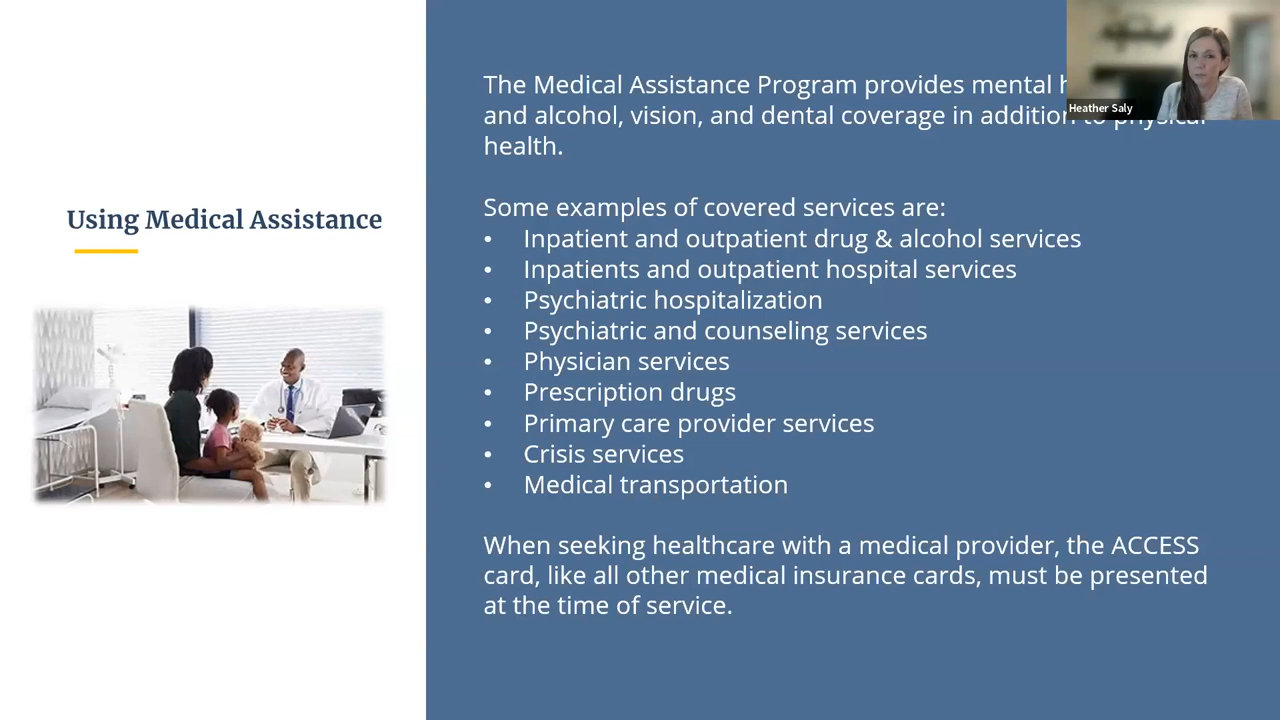 Using Medical Assistance
The Medical Assistance Program provides mental
and alcohol, vision, and dental coverage in addition to physical
health.
Some examples of covered services are:
• Inpatient and outpatient drug & alcohol services
• Inpatients and outpatient hospital services
• Psychiatric hospitalization
• Psychiatric and counseling services
• Physician services
• Prescription drugs
• Primary care provider services
• Crisis services
• Medical transportation
When seeking healthcare with a medical provider, the ACCESS
card, like all other medical insurance cards, must be presented
at the time of service.
Heather Saly